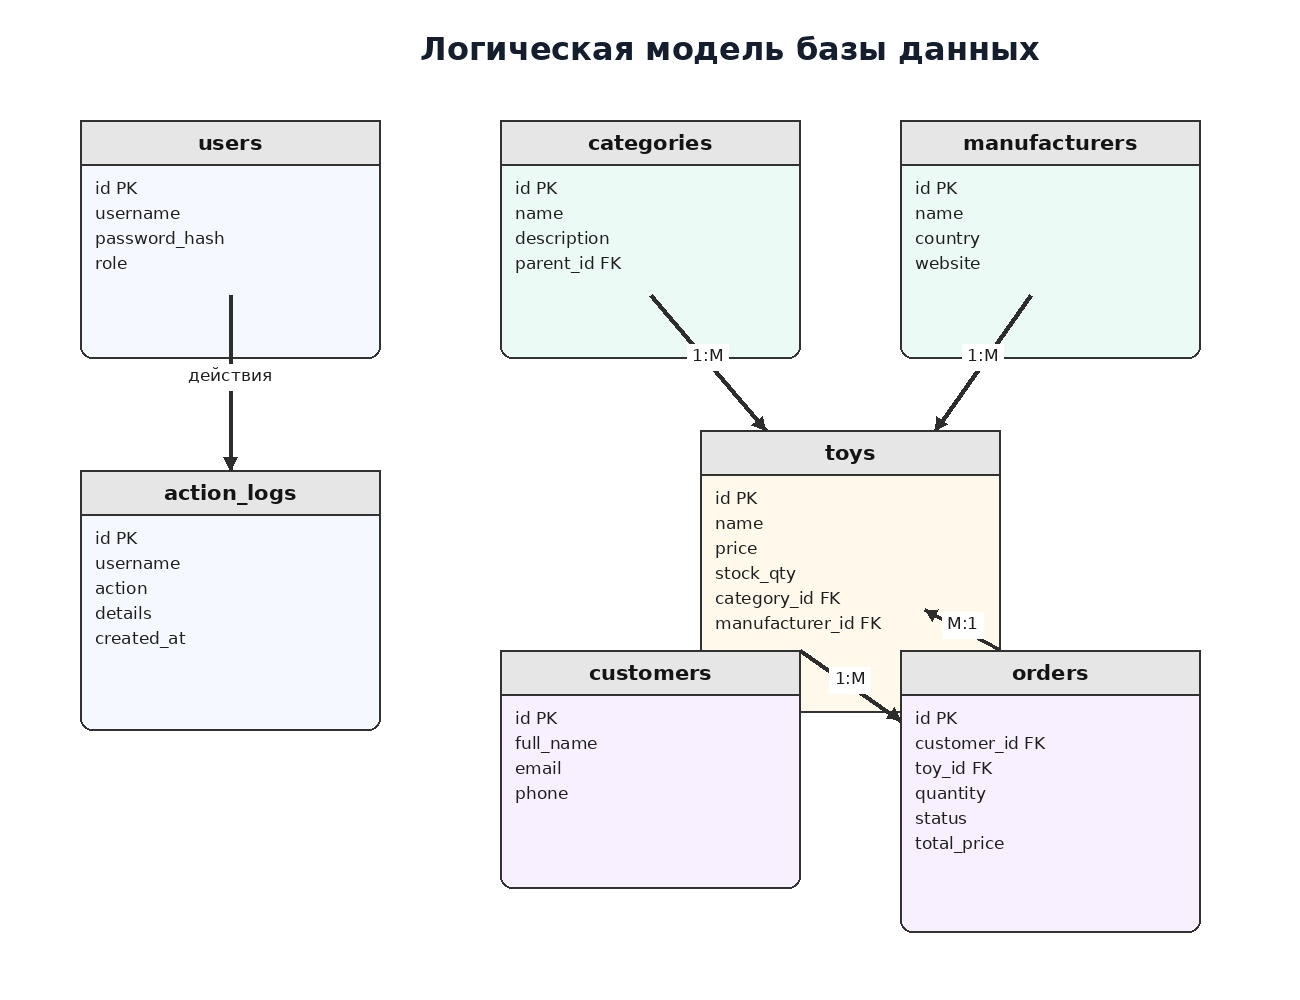 Логическая модель базы данных
users
id PK
username
password_hash
role
categories
id PK
name
description
parent_id FK
manufacturers
id PK
name
country
website
действия
1:M
1:M
action_logs
id PK
username
action
details
created_at
toys
id PK
name
price
stock_qty
category_id FK
manufacturer_id FK
M:1
1:M
customers
id PK
full_name
email
phone
orders
id PK
customer_id FK
toy_id FK
quantity
status
total_price